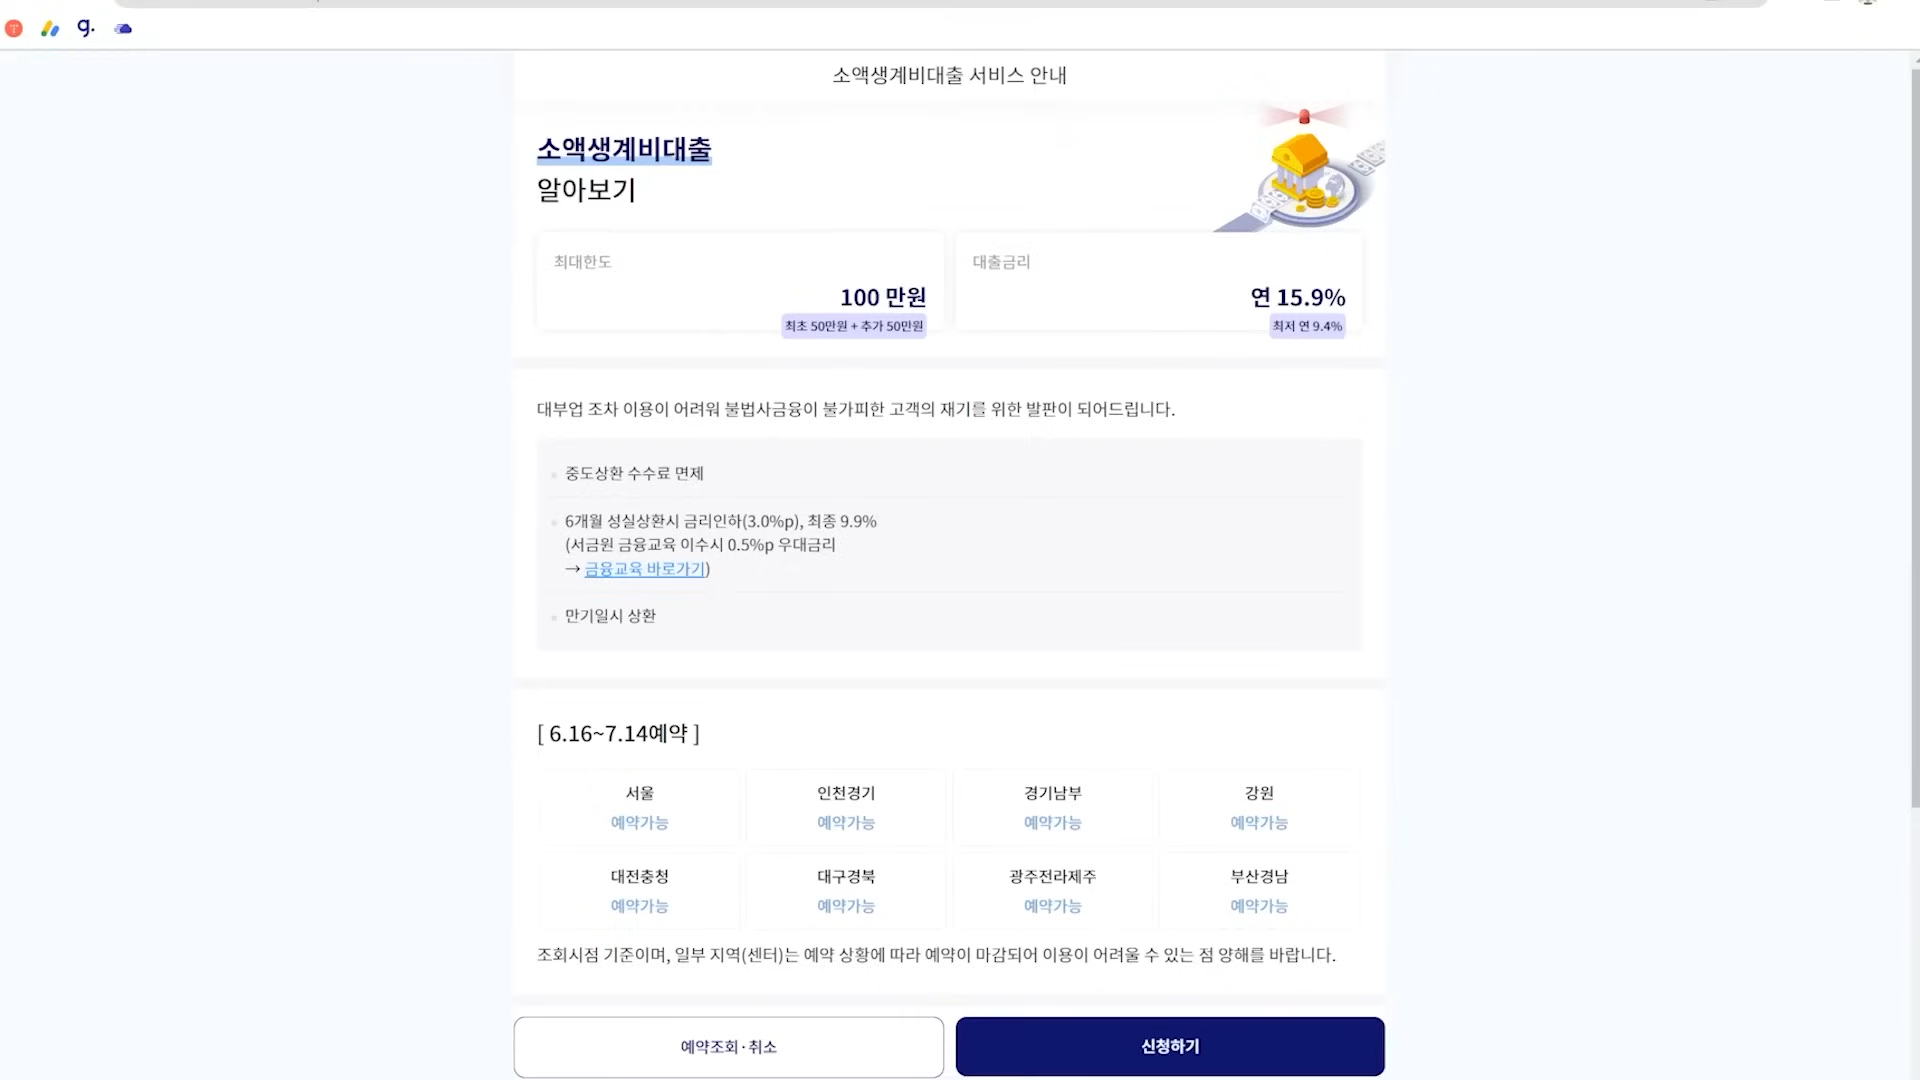 g.
소액생계비대출 서비스 안내
소액생계비대출
알아보기
최대한도
100 만원
최초 50만원 + 추가 50만원
대출금리
연 15.9%
최저 연 9.4%
대부업 조차 이용이 어려워 불법사금융이 불가피한 고객의 재기를 위한 발판이 되어드립니다.
중도상환 수수료 면제
6개월 성실상환시 금리인하(3.0%p), 최종 9.9%
(서금원 금융교육 이수시 0.5%p 우대금리
→ 금융교육 바로가기)
만기일시 상환
[ 6.16~7.14예약 ]
서울
예약가능
인천경기
예약가능
경기남부
예약가능
강원
예약가능
대전충청
예약가능
대구경북
예약가능
광주전라제주
예약가능
부산경남
예약가능
조회시점 기준이며, 일부 지역(센터)는 예약 상황에 따라 예약이 마감되어 이용이 어려울 수 있는 점 양해를 바랍니다.
예약조회·취소
신청하기